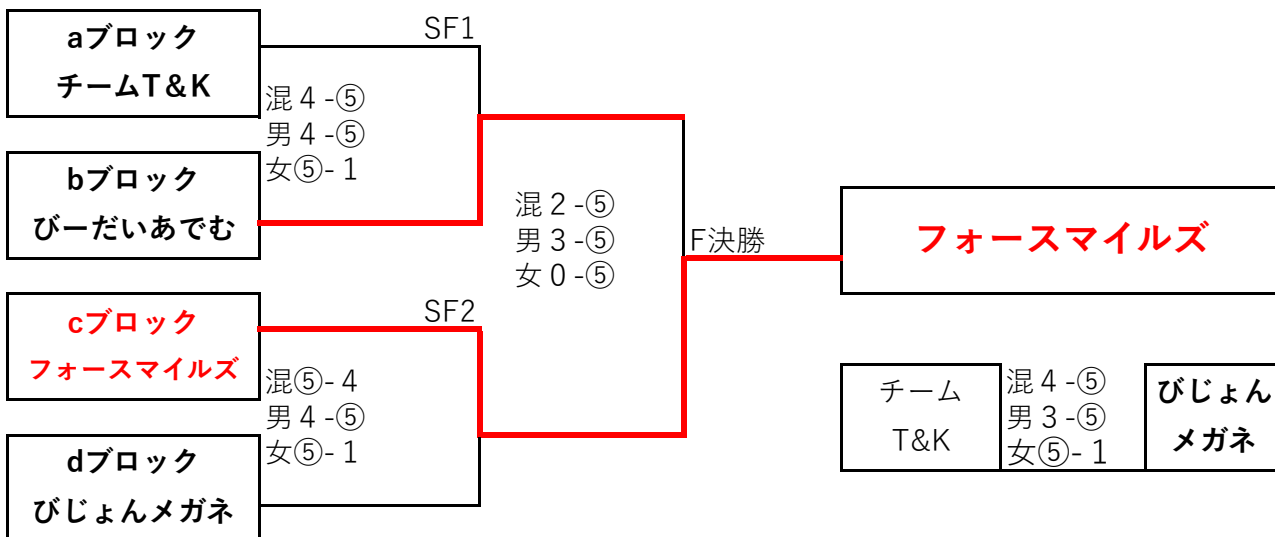 aブロック
チームT&K
SF1
混４-⑤
男４-⑤
女⑤-１
bブロック
びーだいあでむ
混２-⑤
男３-⑤
女０-⑤
F決勝
フォースマイルズ
cブロック
フォースマイルズ
SF2
混⑤-４
男４-⑤
女⑤-１
dブロック
びじょんメガネ
チーム
T&K
混４-⑤
男３-⑤
女⑤-１
びじょん
メガネ